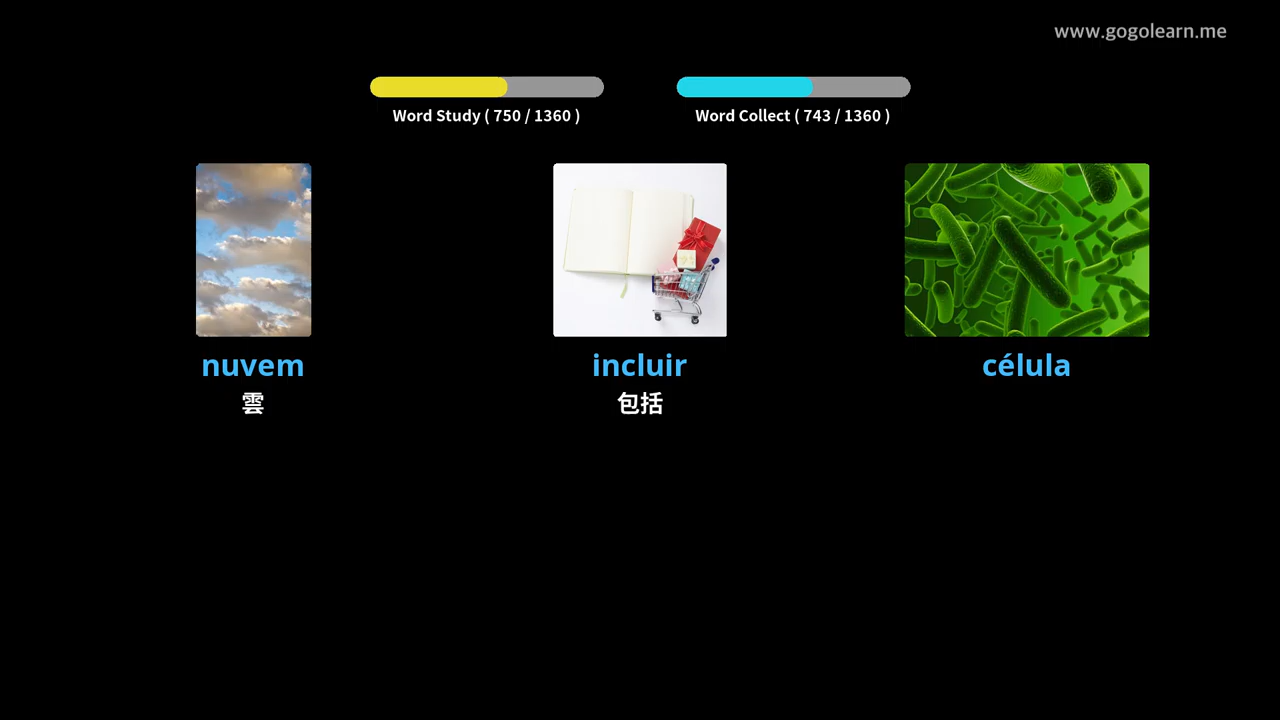 www.gogolearn.me
Word Study ( 750 / 1360 )
Word Collect ( 743 / 1360 )
nuvem
雲
incluir
包括
célula